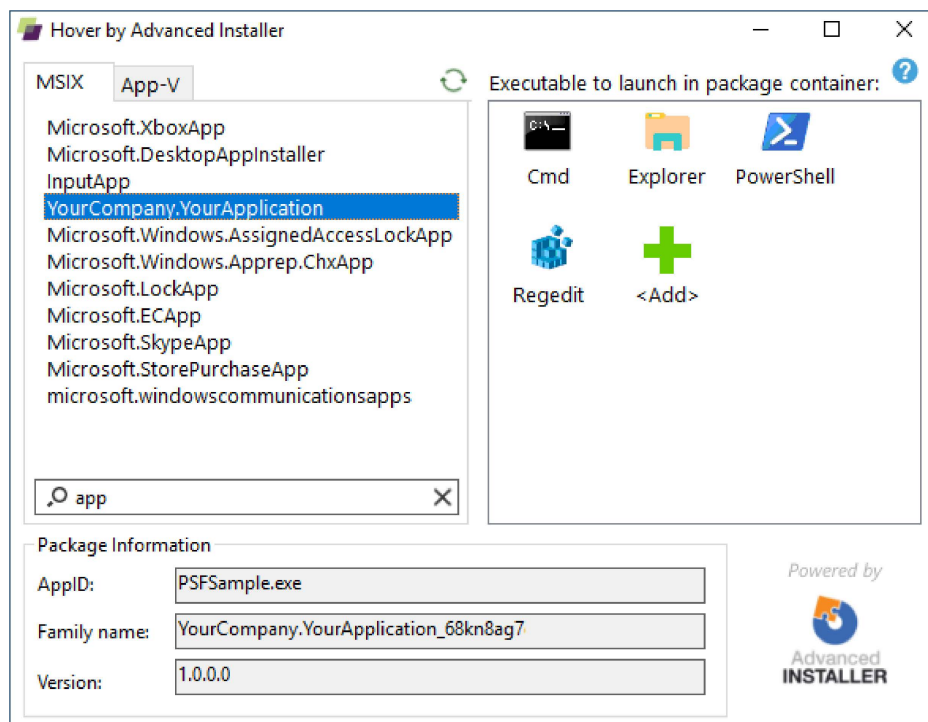 Hover by Advanced Installer
MSIX
App-V
Executable to launch in package container:
?
Microsoft.XboxApp
Microsoft.DesktopAppInstaller
InputApp
YourCompany.YourApplication
Microsoft.Windows.AssignedAccessLockApp
Microsoft.Windows.Apprep.ChxApp
Microsoft.LockApp
Microsoft.ECApp
Microsoft.SkypeApp
Microsoft.StorePurchaseApp
microsoft.windowscommunicationsapps
app
C:\
Cmd
Explorer
PowerShell
Regedit
<Add>
Package Information
AppID:
PSFSample.exe
Family name:
YourCompany.YourApplication_68kn8ag7
Version:
1.0.0.0
Powered by
Advanced
INSTALLER